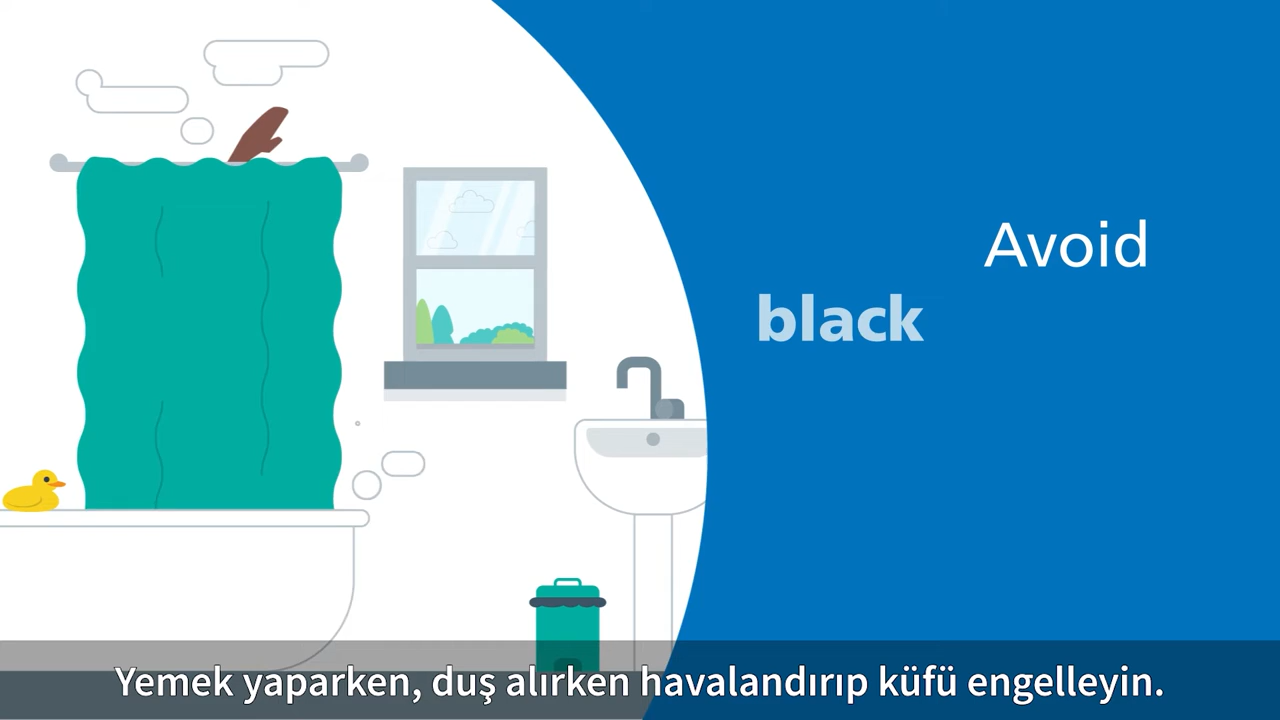 Avoid
black
Yemek yaparken, duş alırken havalandırıp küfü engelleyin.